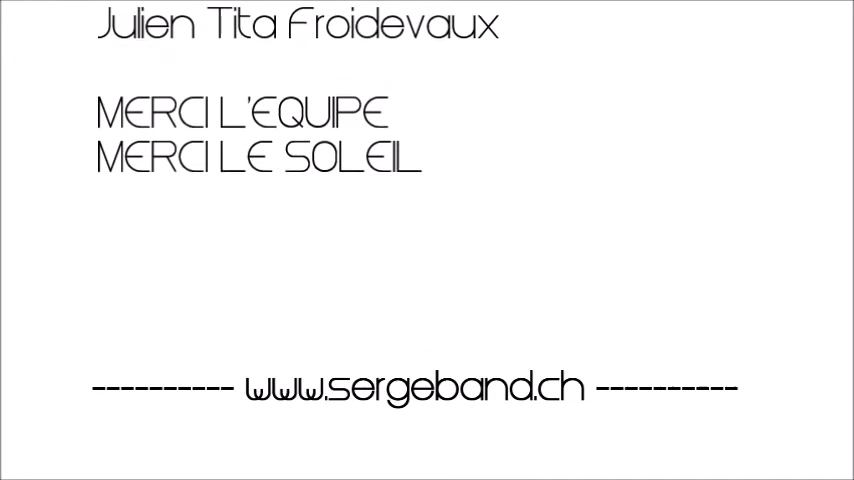 Julien Tita Froidevaux
MERCI L'EQUIPE
MERCI LE SOLEIL
---------- www.sergeband.ch ----------